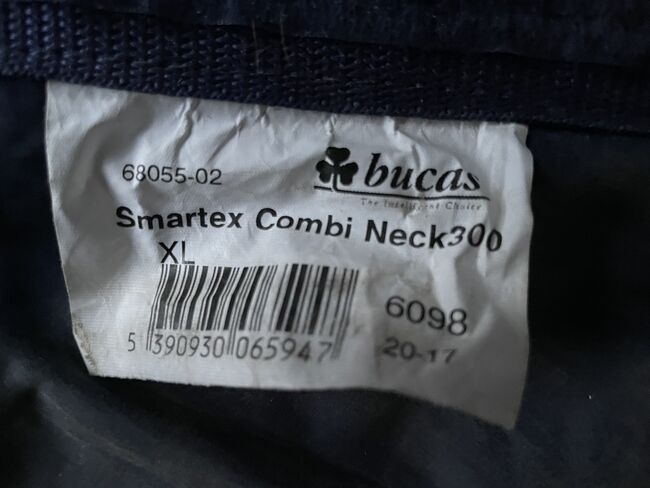 68055-02
bucas
The Intelligent Choice
Smartex Combi Neck300
XL
6098
5 390930 065947
20-17